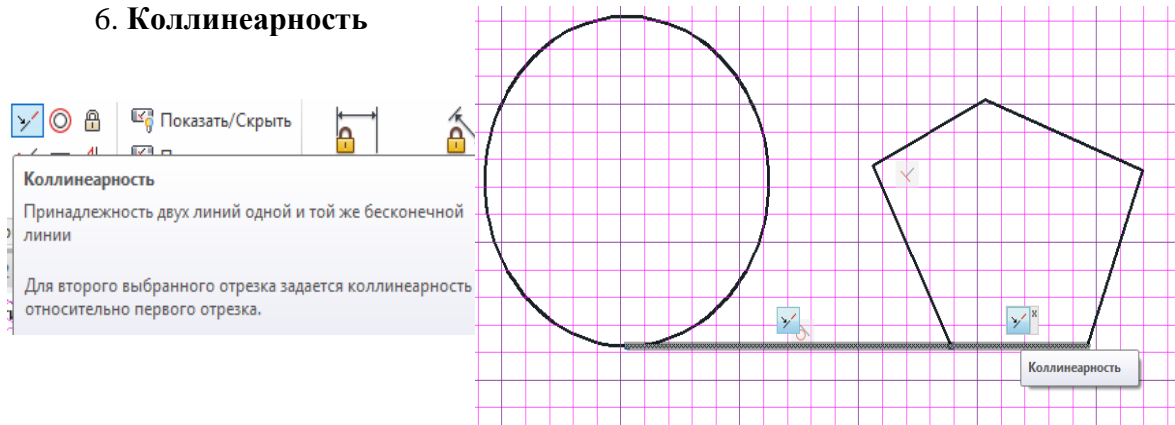 6. Коллинеарность
Показать/Скрыть
Коллинеарность
Принадлежность двух линий одной и той же бесконечной
линии
Для второго выбранного отрезка задается коллинеарность
относительно первого отрезка.
Коллинеарность